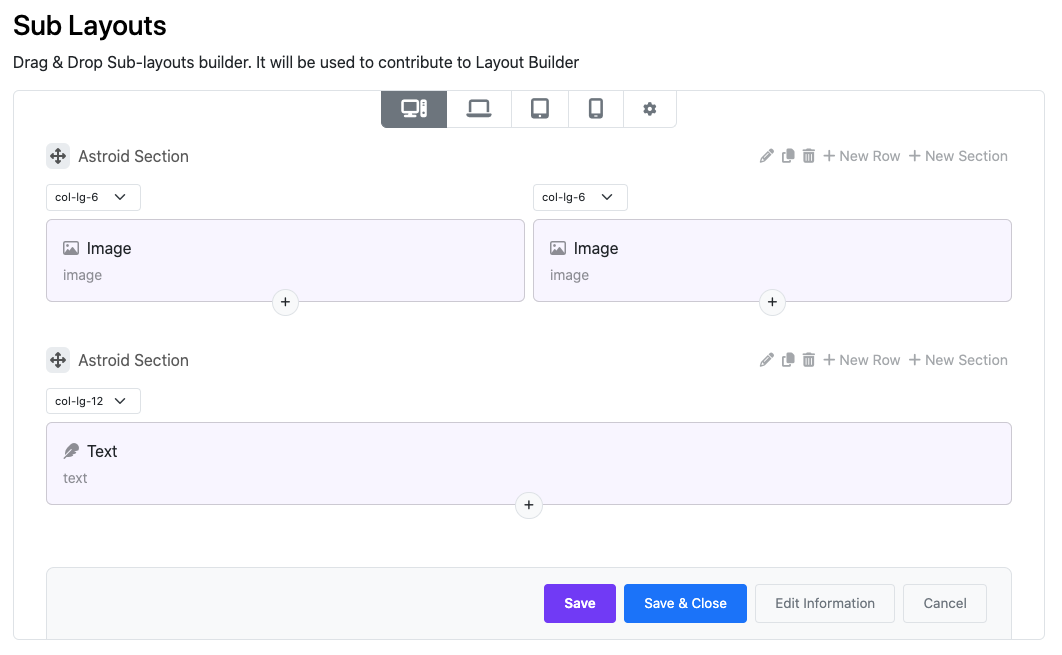 Sub Layouts
Drag & Drop Sub-layouts builder. It will be used to contribute to Layout Builder
Astroid Section
+ New Row + New Section
col-lg-6
col-lg-6
Image
image
Image
image
+
+
Astroid Section
+ New Row + New Section
col-lg-12
Text
text
+
Save
Save & Close
Edit Information
Cancel